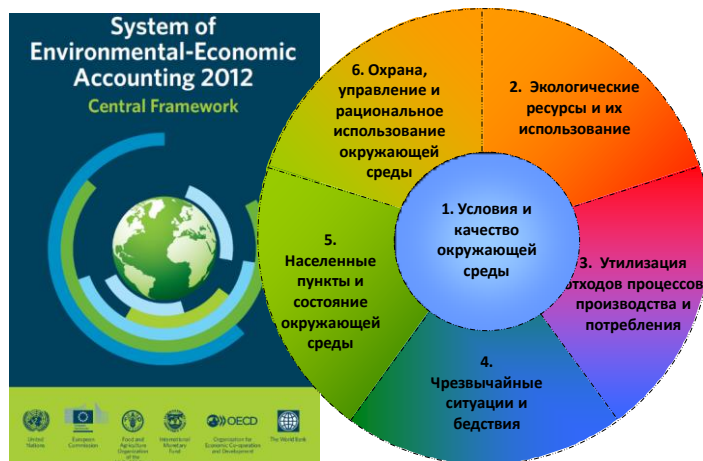 System of
Environmental-Economic
Accounting 2012
Central Framework
United
Nations
European
Commission
Food and
Agriculture
Organization
of the
International
Monetary
Fund
OECD
Organisation for
Economic Co-operation
and Development
The World Bank
1. Условия и
качество
окружающей
среды
2. Экологические
ресурсы и их
использование
3. Утилизация
отходов процессов
производства и
потребления
4.
Чрезвычайные
ситуации и
бедствия
5.
Населенные
пункты и
состояние
окружающей
среды
6. Охрана,
управление и
рациональное
использование
окружающей
среды